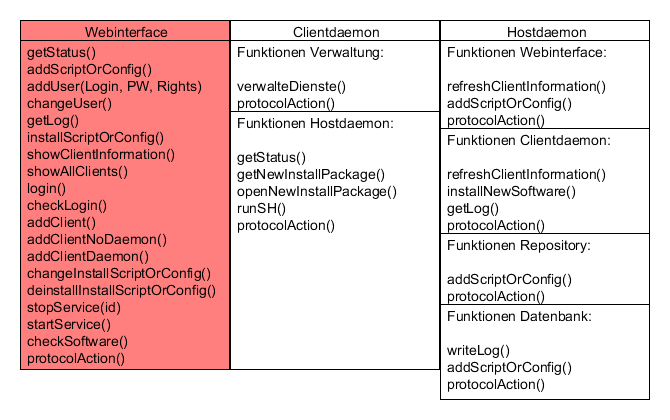 Webinterface
getStatus()
addScriptOrConfig()
addUser(Login, PW, Rights)
changeUser()
getLog()
installScriptOrConfig()
showClientInformation()
showAllClients()
login()
checkLogin()
addClient()
addClientNoDaemon()
addClientDaemon()
changeInstallScriptOrConfig()
deinstallInstallScriptOrConfig()
stopService(id)
startService()
checkSoftware()
protocolAction()
Clientdaemon
Funktionen Verwaltung:
verwalteDienste()
protocolAction()
Funktionen Hostdaemon:
getStatus()
getNewInstallPackage()
openNewInstallPackage()
runSH()
protocolAction()
Hostdaemon
Funktionen Webinterface:
refreshClientInformation()
addScriptOrConfig()
protocolAction()
Funktionen Clientdaemon:
refreshClientInformation()
installNewSoftware()
getLog()
protocolAction()
Funktionen Repository:
addScriptOrConfig()
protocolAction()
Funktionen Datenbank:
writeLog()
addScriptOrConfig()
protocolAction()